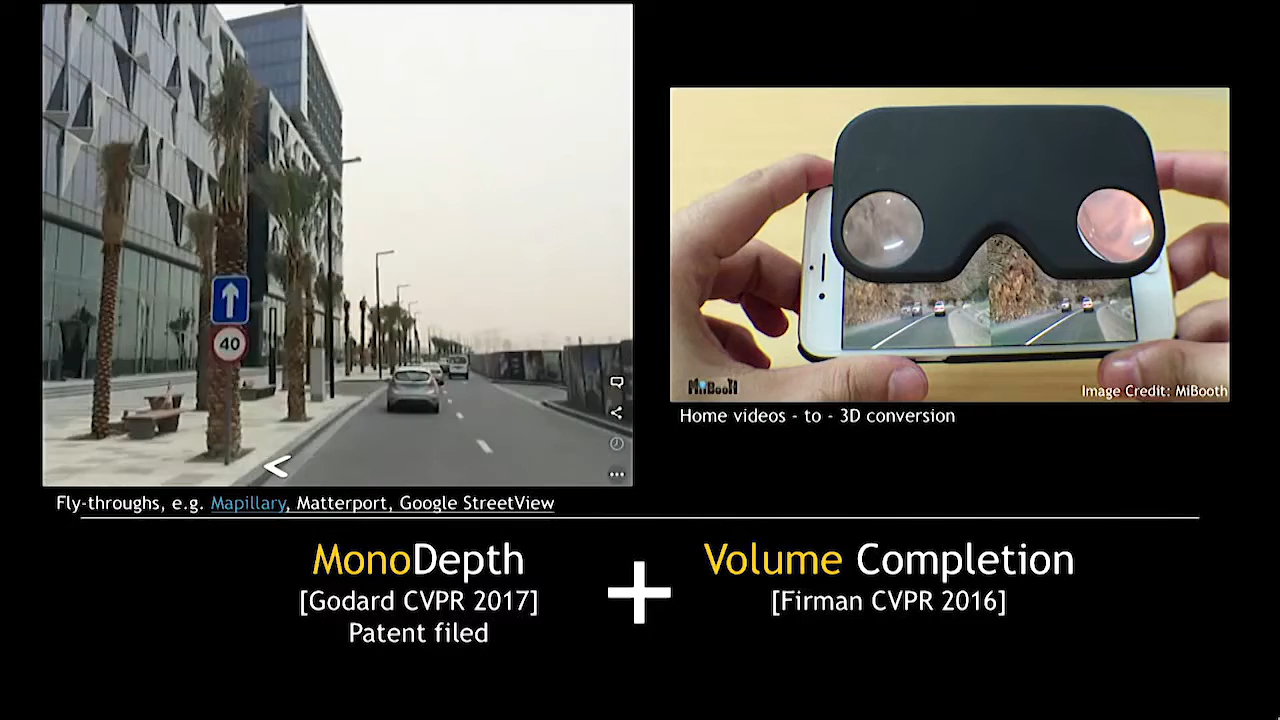 40
<
MiBootH
Image Credit: MiBooth
Home videos - to - 3D conversion
Fly-throughs, e.g. Mapillary, Matterport, Google StreetView
MonoDepth
[Godard CVPR 2017]
Patent filed
+
Volume Completion
[Firman CVPR 2016]